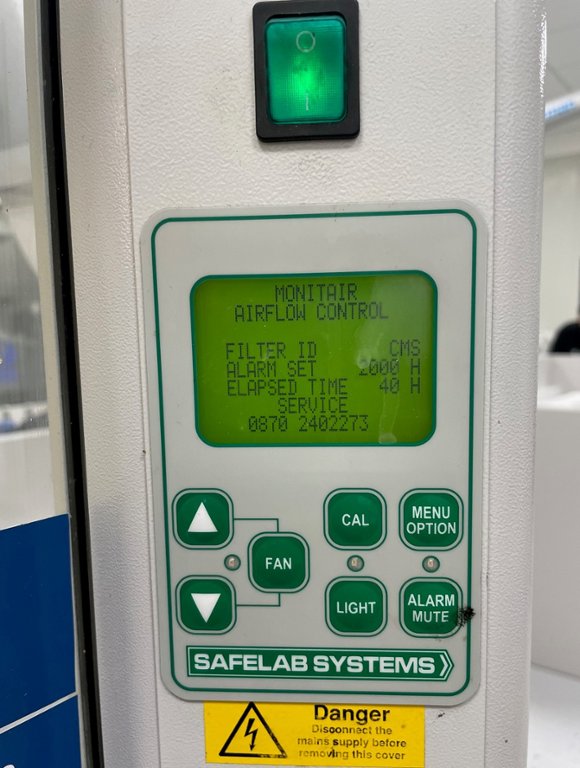 MONITAIR
AIRFLOW CONTROL
FILTER ID CMS
ALARM SET 2000 H
ELAPSED TIME 40 H
SERVICE
0870 2402273
CAL
MENU
OPTION
FAN
LIGHT
ALARM
MUTE
SAFELAB SYSTEMS
Danger
Disconnect the
mains supply before
removing this cover